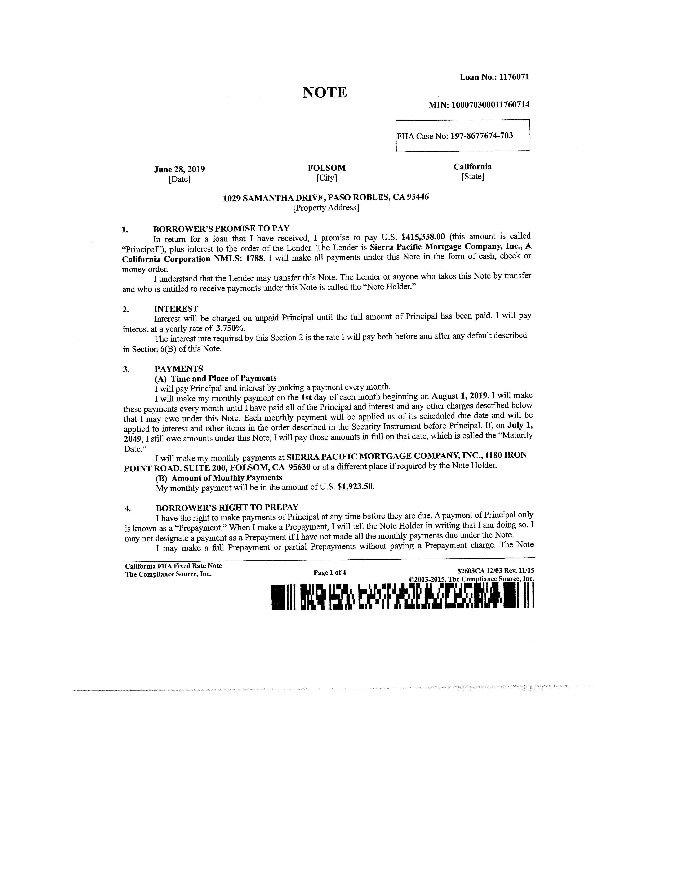 Loan No.: 1176071
NOTE
MIN: 100070300011760714
FHA Case No: 197-8677674-703
June 28, 2019 FOLSOM California
[Date] [City] [State]
1029 SAMANTHA DRIVE, PASO ROBLES, CA 93446
[Property Address]
1. BORROWER'S PROMISE TO PAY
In return for a loan that I have received, I promise to pay U.S. $415,358.00 (this amount is called
"Principal"), plus interest to the order of the Lender. The Lender is Sierra Pacific Mortgage Company, Inc., A
California Corporation NMLS: 1788. I will make all payments under this Note in the form of cash, check or
money order.
I understand that the Lender may transfer this Note. The Lender or anyone who takes this Note by transfer
and who is entitled to receive payments under this Note is called the "Note Holder."
2. INTEREST
Interest will be charged on unpaid Principal until the full amount of Principal has been paid. I will pay
interest at a yearly rate of 3.750%.
The interest rate required by this Section 2 is the rate I will pay both before and after any default described
in Section 6(B) of this Note.
3. PAYMENTS
(A) Time and Place of Payments
I will pay Principal and interest by making a payment every month.
I will make my monthly payment on the 1st day of each month beginning on August 1, 2019. I will make
these payments every month until I have paid all of the Principal and interest and any other charges described below
that I may owe under this Note. Each monthly payment will be applied as of its scheduled due date and will be
applied to interest and other items in the order described in the Security Instrument before Principal. If, on July 1,
2049, I still owe amounts under this Note, I will pay those amounts in full on that date, which is called the "Maturity
Date."
I will make my monthly payments at SIERRA PACIFIC MORTGAGE COMPANY, INC., 1180 IRON
POINT ROAD, SUITE 200, FOLSOM, CA 95630 or at a different place if required by the Note Holder.
(B) Amount of Monthly Payments
My monthly payment will be in the amount of U.S. $1,923.50.
4. BORROWER'S RIGHT TO PREPAY
I have the right to make payments of Principal at any time before they are due. A payment of Principal only
is known as a "Prepayment." When I make a Prepayment, I will tell the Note Holder in writing that I am doing so. I
may not designate a payment as a Prepayment if I have not made all the monthly payments due under the Note.
I may make a full Prepayment or partial Prepayments without paying a Prepayment charge. The Note
California FHA Fixed Rate Note
The Compliance Source, Inc. Page 1 of 4 52603CA 12/03 Rev. 11/15
©2003-2015, The Compliance Source, Inc.